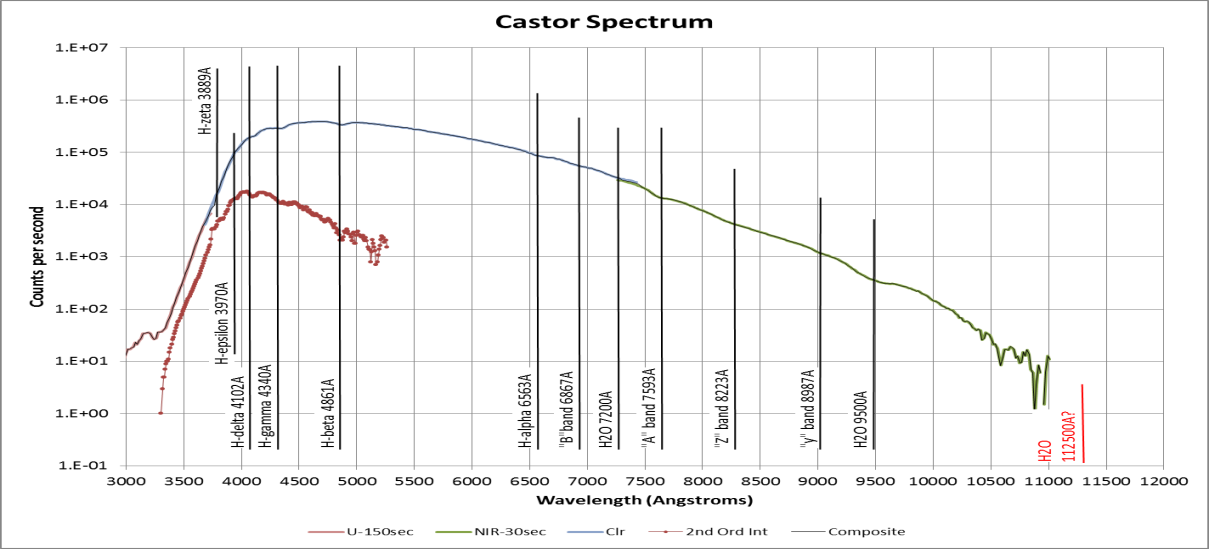 Castor Spectrum
1.E+07
1.E+06
1.E+05
1.E+04
1.E+03
1.E+02
1.E+01
1.E+00
1.E-01
Counts per second
H-zeta 3889A
H-epsilon 3970A
H-delta 4102A
H-gamma 4340A
H-beta 4861A
H-alpha 6563A
"B"band 6867A
H2O 7200A
"A" band 7593A
"Z" band 8223A
"y" band 8987A
H2O 9500A
H2O
112500A?
3000 3500 4000 4500 5000 5500 6000 6500 7000 7500 8000 8500 9000 9500 10000 10500 11000 11500 12000
Wavelength (Angstroms)
U-150sec NIR-30sec Clr 2nd Ord Int Composite